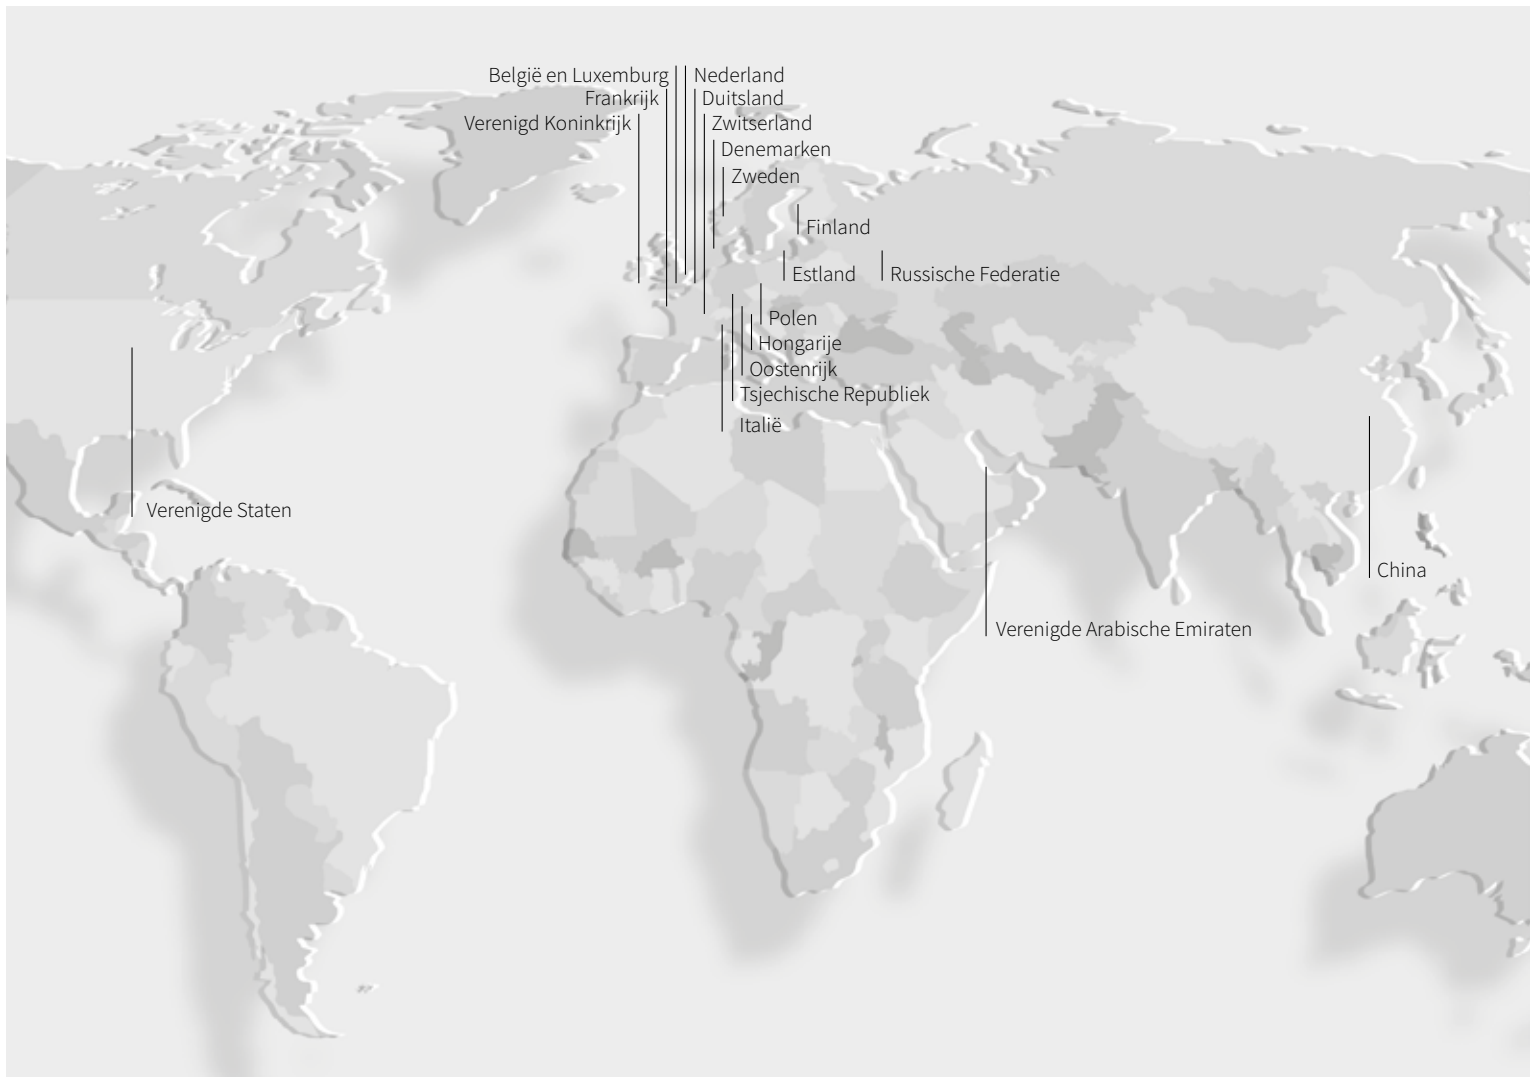 België en Luxemburg
Nederland
Frankrijk
Duitsland
Verenigd Koninkrijk
Zwitserland
Denemarken
Zweden
Finland
Estland
Russische Federatie
Polen
Hongarije
Oostenrijk
Tsjechische Republiek
Italië
Verenigde Staten
China
Verenigde Arabische Emiraten